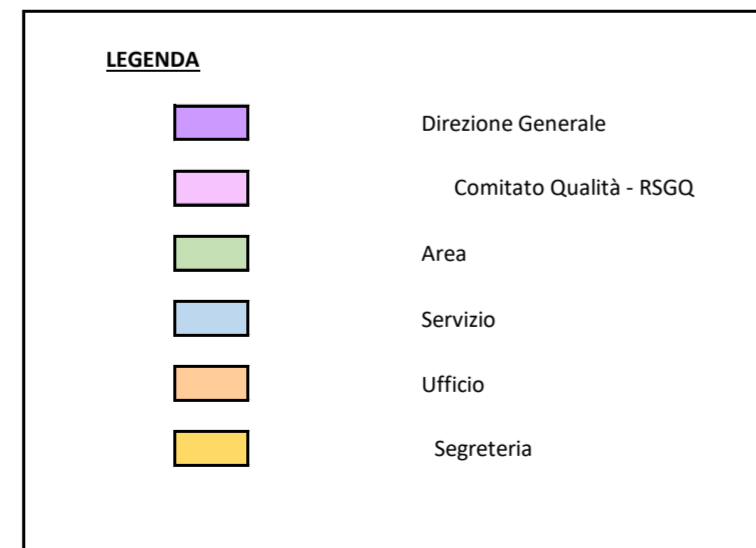 LEGENDA
Direzione Generale
Comitato Qualità - RSGQ
Area
Servizio
Ufficio
Segreteria